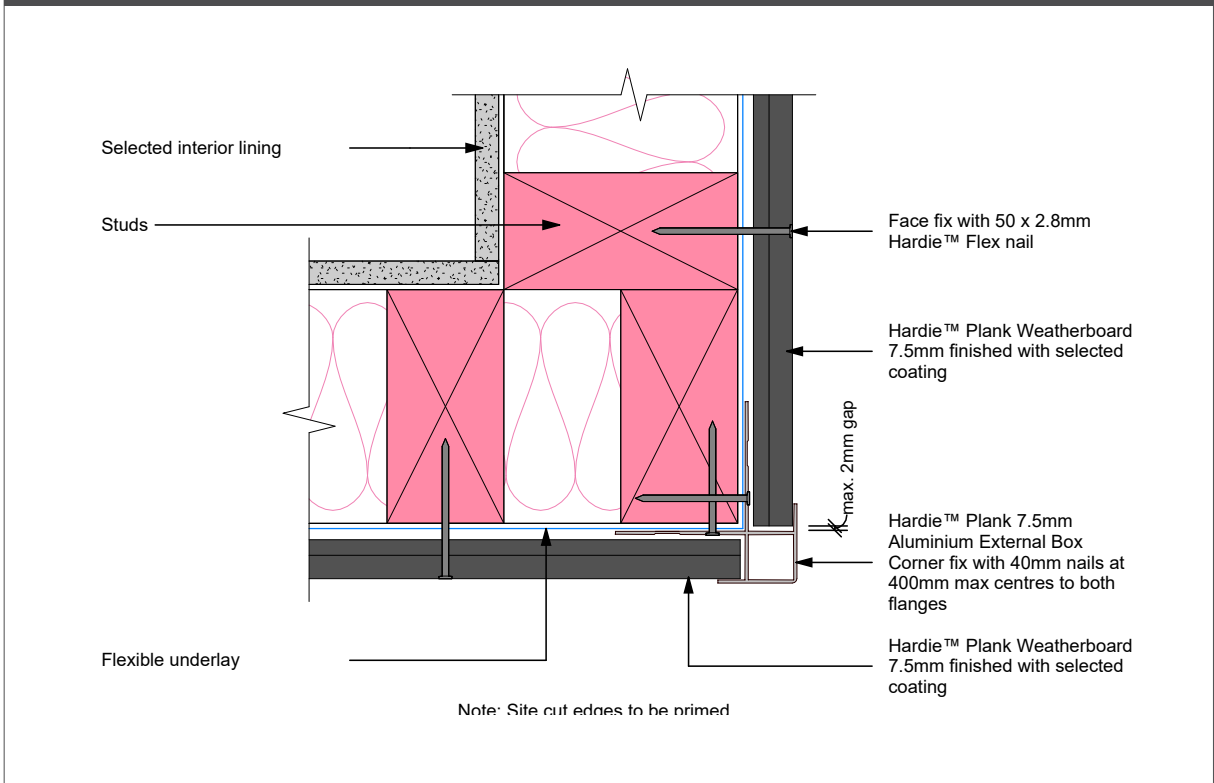 Selected interior lining
Studs
Face fix with 50 x 2.8mm
Hardie™ Flex nail
Hardie™ Plank Weatherboard
7.5mm finished with selected
coating
max. 2mm gap
Hardie™ Plank 7.5mm
Aluminium External Box
Corner fix with 40mm nails at
400mm max centres to both
flanges
Flexible underlay
Hardie™ Plank Weatherboard
7.5mm finished with selected
coating
Note: Site cut edges to be primed